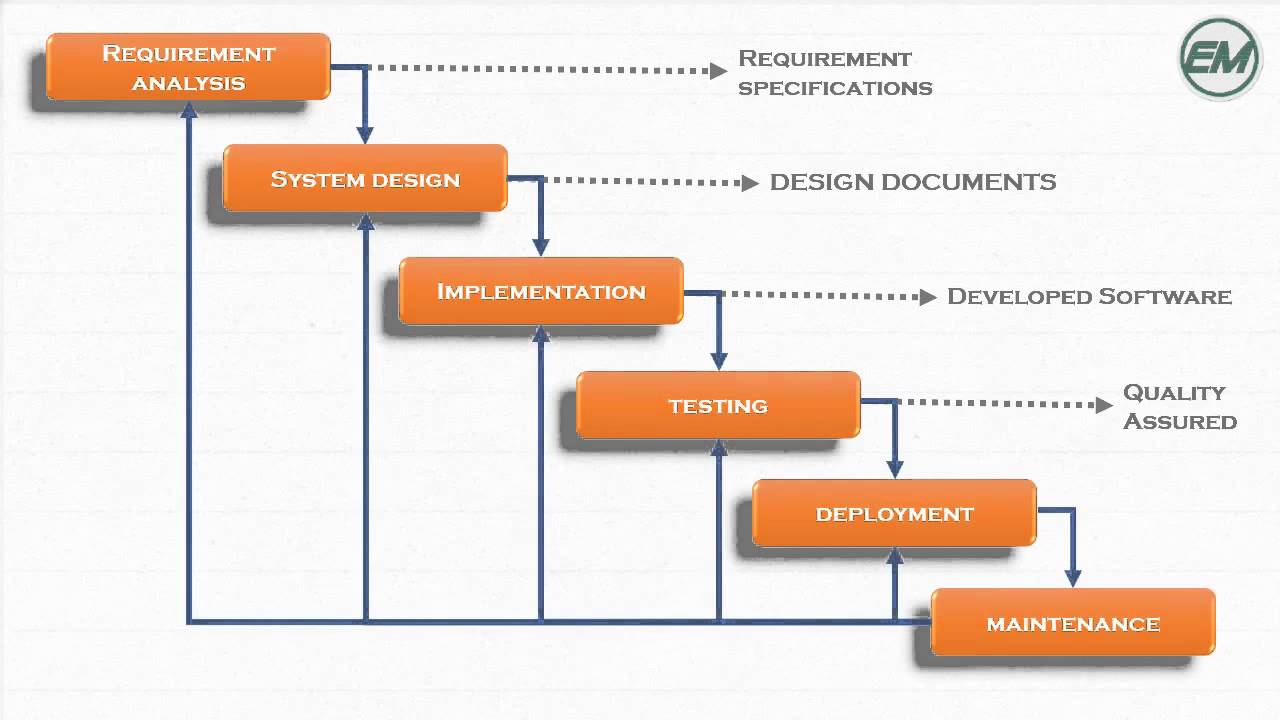 Requirement
analysis
Requirement
specifications
EM
System design
DESIGN DOCUMENTS
Implementation
Developed Software
testing
Quality
Assured
deployment
maintenance